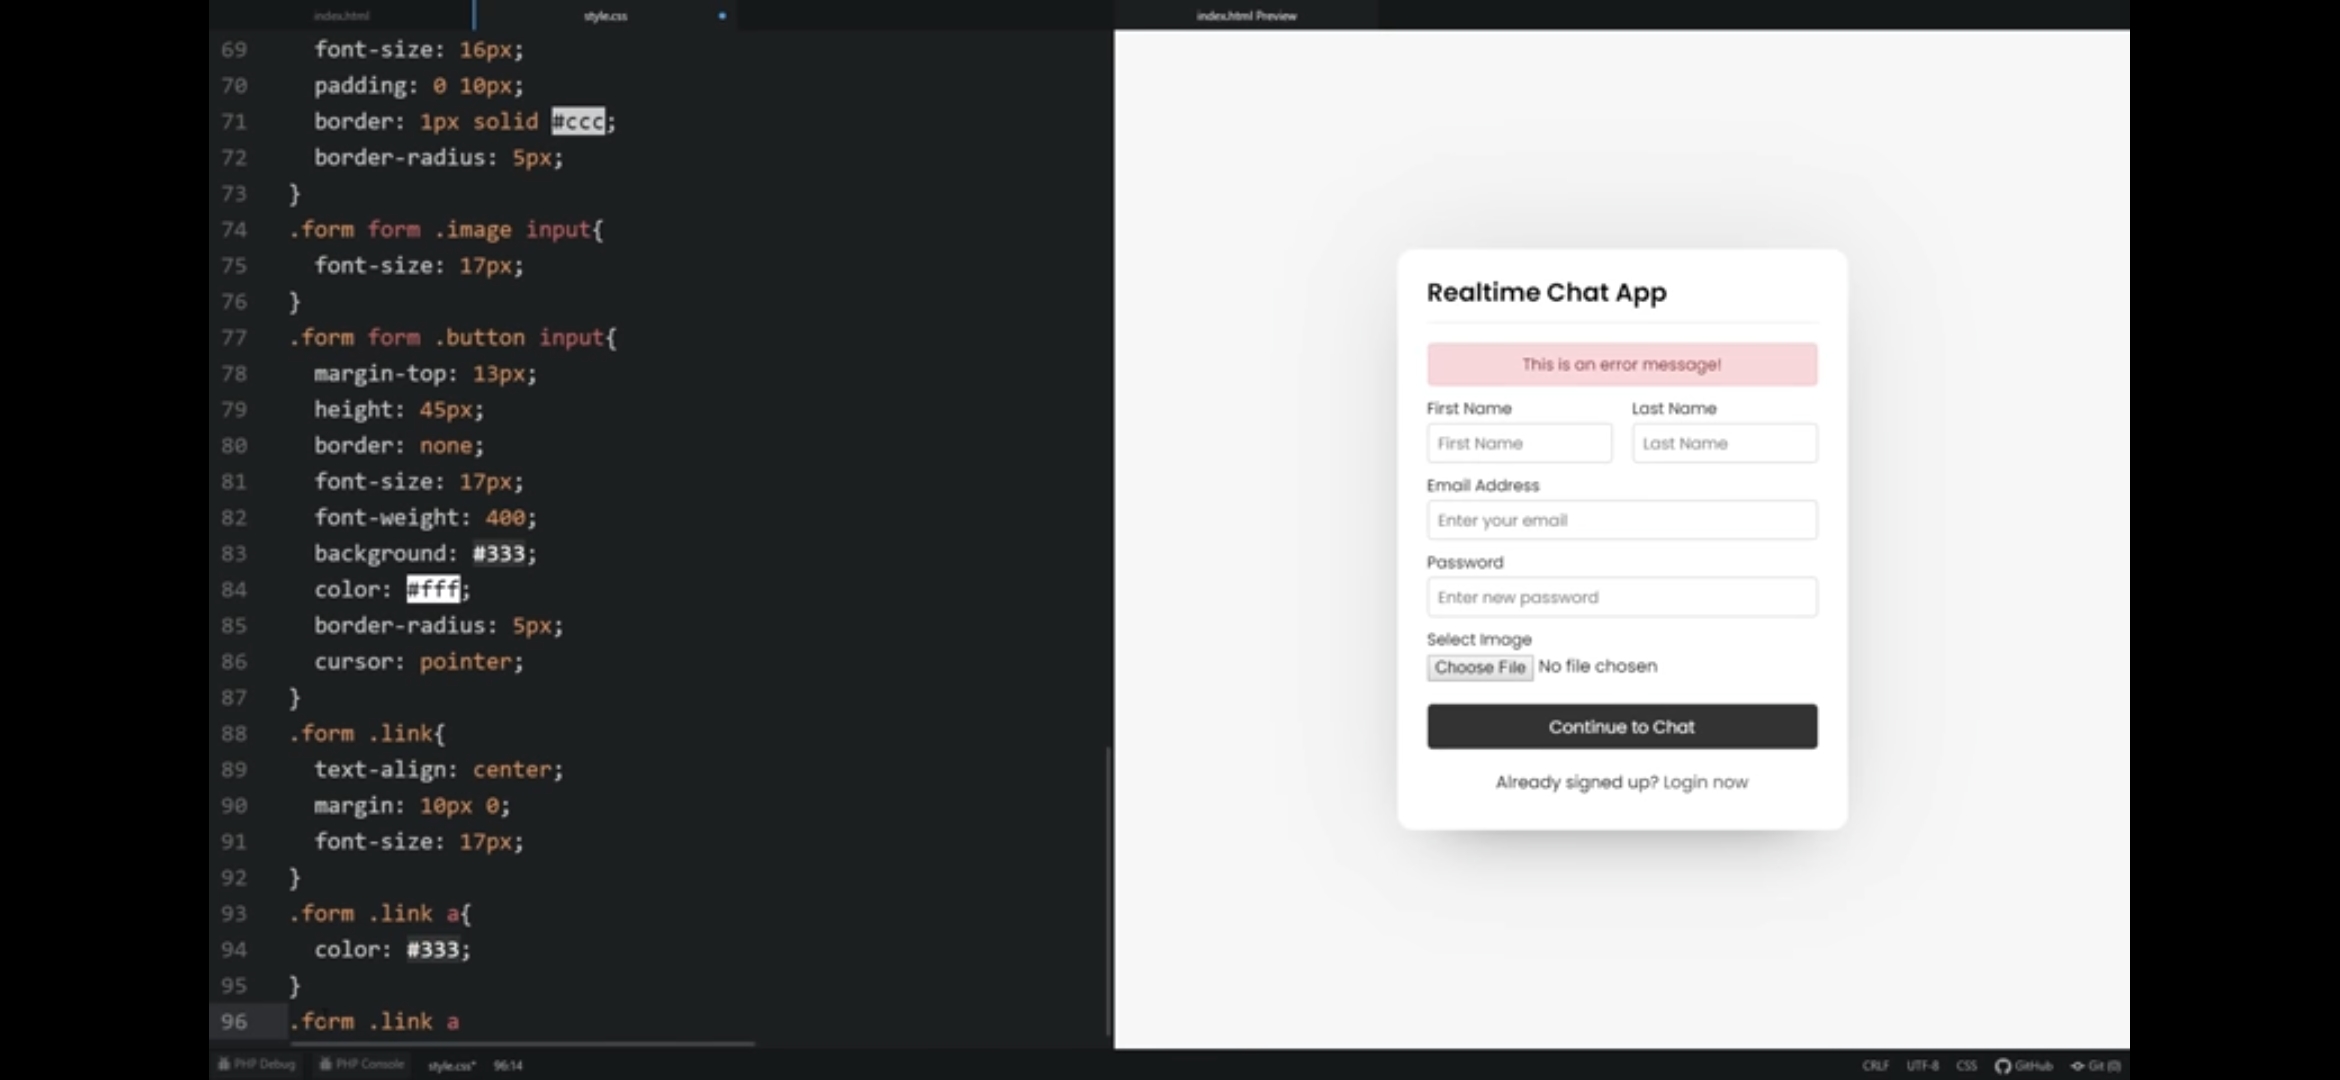 index.html
style.css
index.html Preview
69 font-size: 16px;
70 padding: 0 10px;
71 border: 1px solid #ccc;
72 border-radius: 5px;
73 }
74 .form form .image input{
75 font-size: 17px;
76 }
77 .form form .button input{
78 margin-top: 13px;
79 height: 45px;
80 border: none;
81 font-size: 17px;
82 font-weight: 400;
83 background: #333;
84 color: #fff;
85 border-radius: 5px;
86 cursor: pointer;
87 }
88 .form .link{
89 text-align: center;
90 margin: 10px 0;
91 font-size: 17px;
92 }
93 .form .link a{
94 color: #333;
95 }
96 .form .link a
Realtime Chat App
This is an error message!
First Name Last Name
First Name Last Name
Email Address
Enter your email
Password
Enter new password
Select Image
Choose File No file chosen
Continue to Chat
Already signed up? Login now
PHP Debug PHP Console style.css* 96:14 CRLF UTF-8 CSS GitHub Git (0)